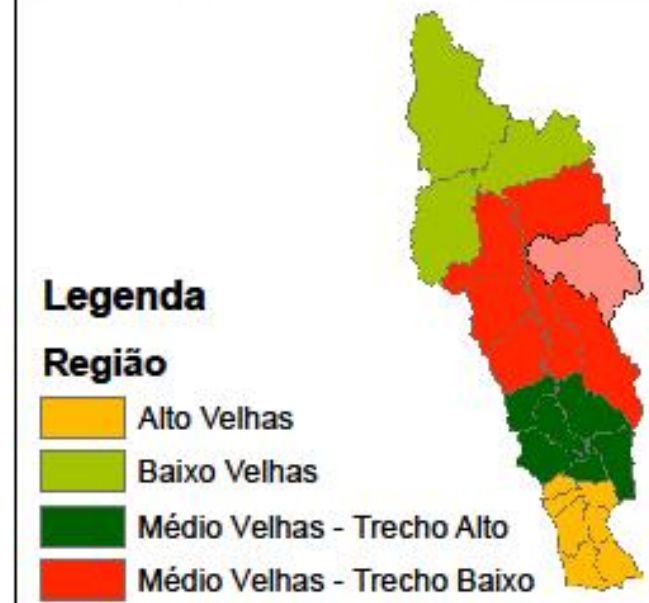 Legenda
Região
Alto Velhas
Baixo Velhas
Médio Velhas - Trecho Alto
Médio Velhas - Trecho Baixo